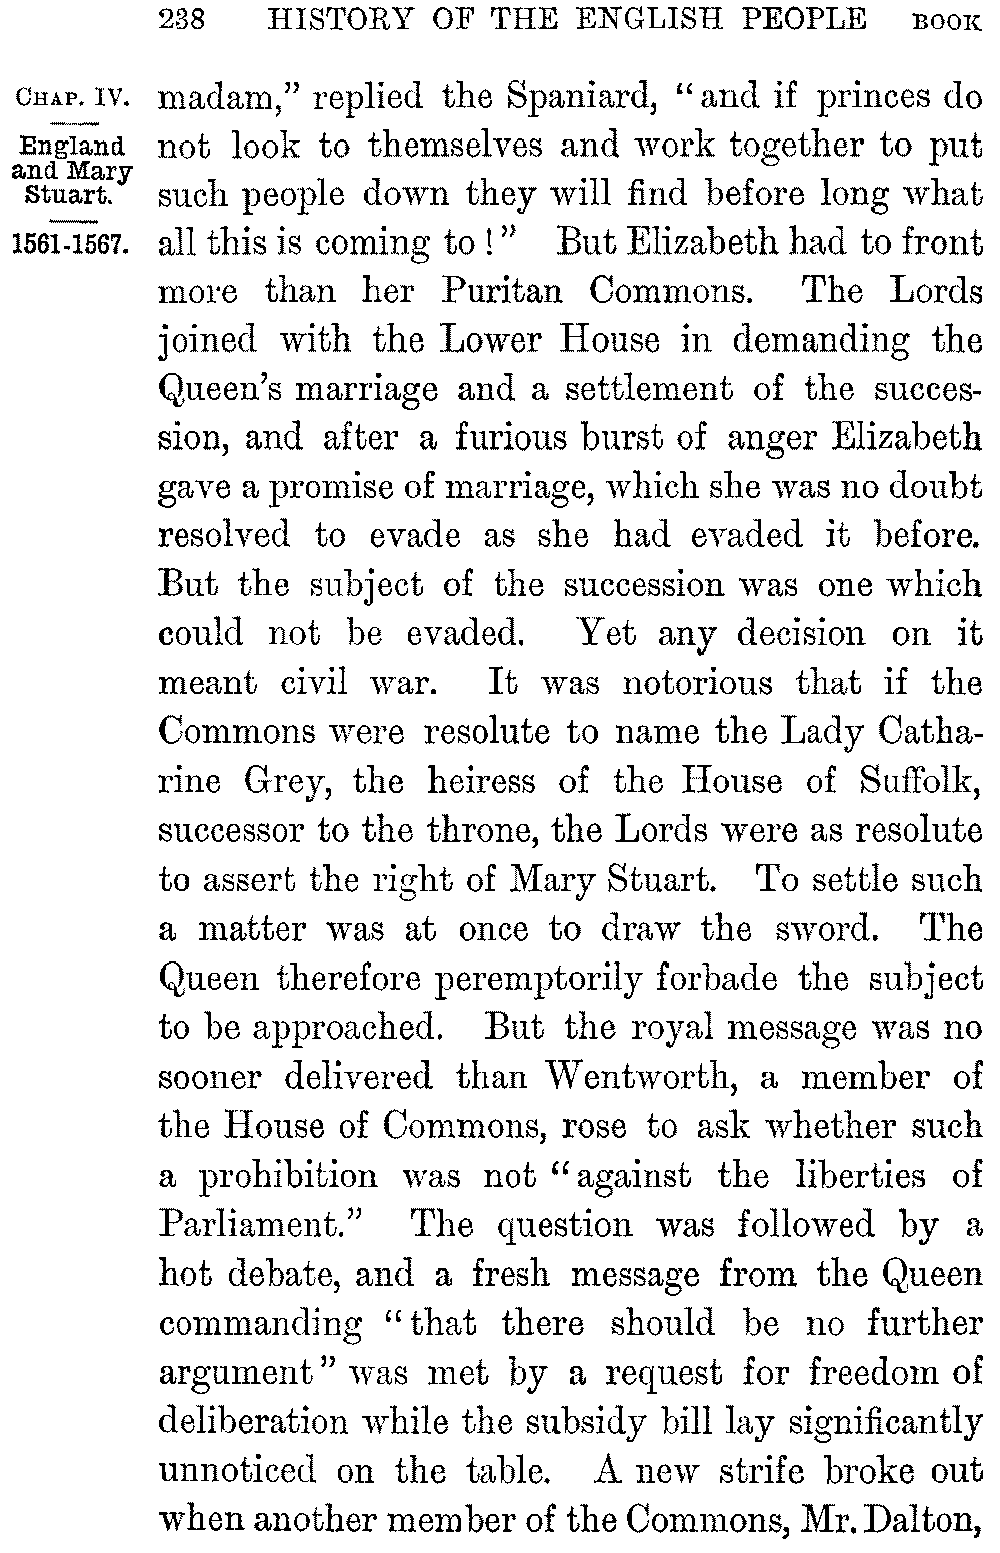 238 HISTORY OF THE ENGLISH PEOPLE BOOK
CHAP. IV.
England
and Mary
Stuart.
1561-1567.
madam,” replied the Spaniard, “and if princes do
not look to themselves and work together to put
such people down they will find before long what
all this is coming to!” But Elizabeth had to front
more than her Puritan Commons. The Lords
joined with the Lower House in demanding the
Queen’s marriage and a settlement of the succes-
sion, and after a furious burst of anger Elizabeth
gave a promise of marriage, which she was no doubt
resolved to evade as she had evaded it before.
But the subject of the succession was one which
could not be evaded. Yet any decision on it
meant civil war. It was notorious that if the
Commons were resolute to name the Lady Catha-
rine Grey, the heiress of the House of Suffolk,
successor to the throne, the Lords were as resolute
to assert the right of Mary Stuart. To settle such
a matter was at once to draw the sword. The
Queen therefore peremptorily forbade the subject
to be approached. But the royal message was no
sooner delivered than Wentworth, a member of
the House of Commons, rose to ask whether such
a prohibition was not “against the liberties of
Parliament.” The question was followed by a
hot debate, and a fresh message from the Queen
commanding “that there should be no further
argument” was met by a request for freedom of
deliberation while the subsidy bill lay significantly
unnoticed on the table. A new strife broke out
when another member of the Commons, Mr. Dalton,